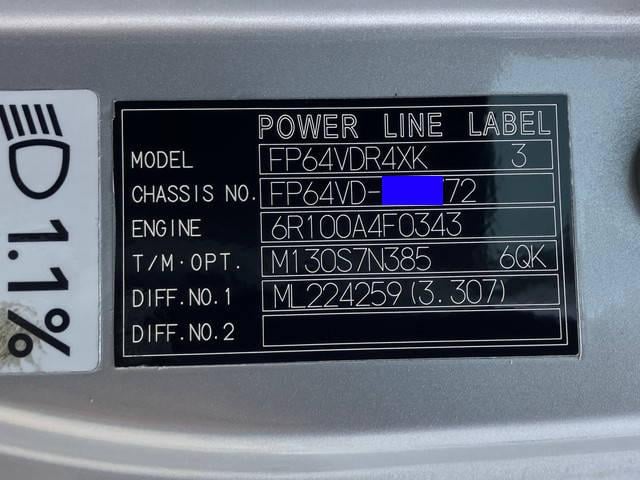 POWER LINE LABEL
MODEL FP64VDR4XK 3
CHASSIS NO. FP64VD- 72
ENGINE 6R100A4F0343
T/M·OPT. M130S7N385 6QK
DIFF.NO.1 ML224259(3.307)
DIFF.NO.2
1.1%